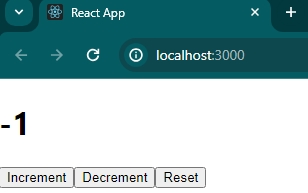 React App
localhost:3000
-1
Increment Decrement Reset